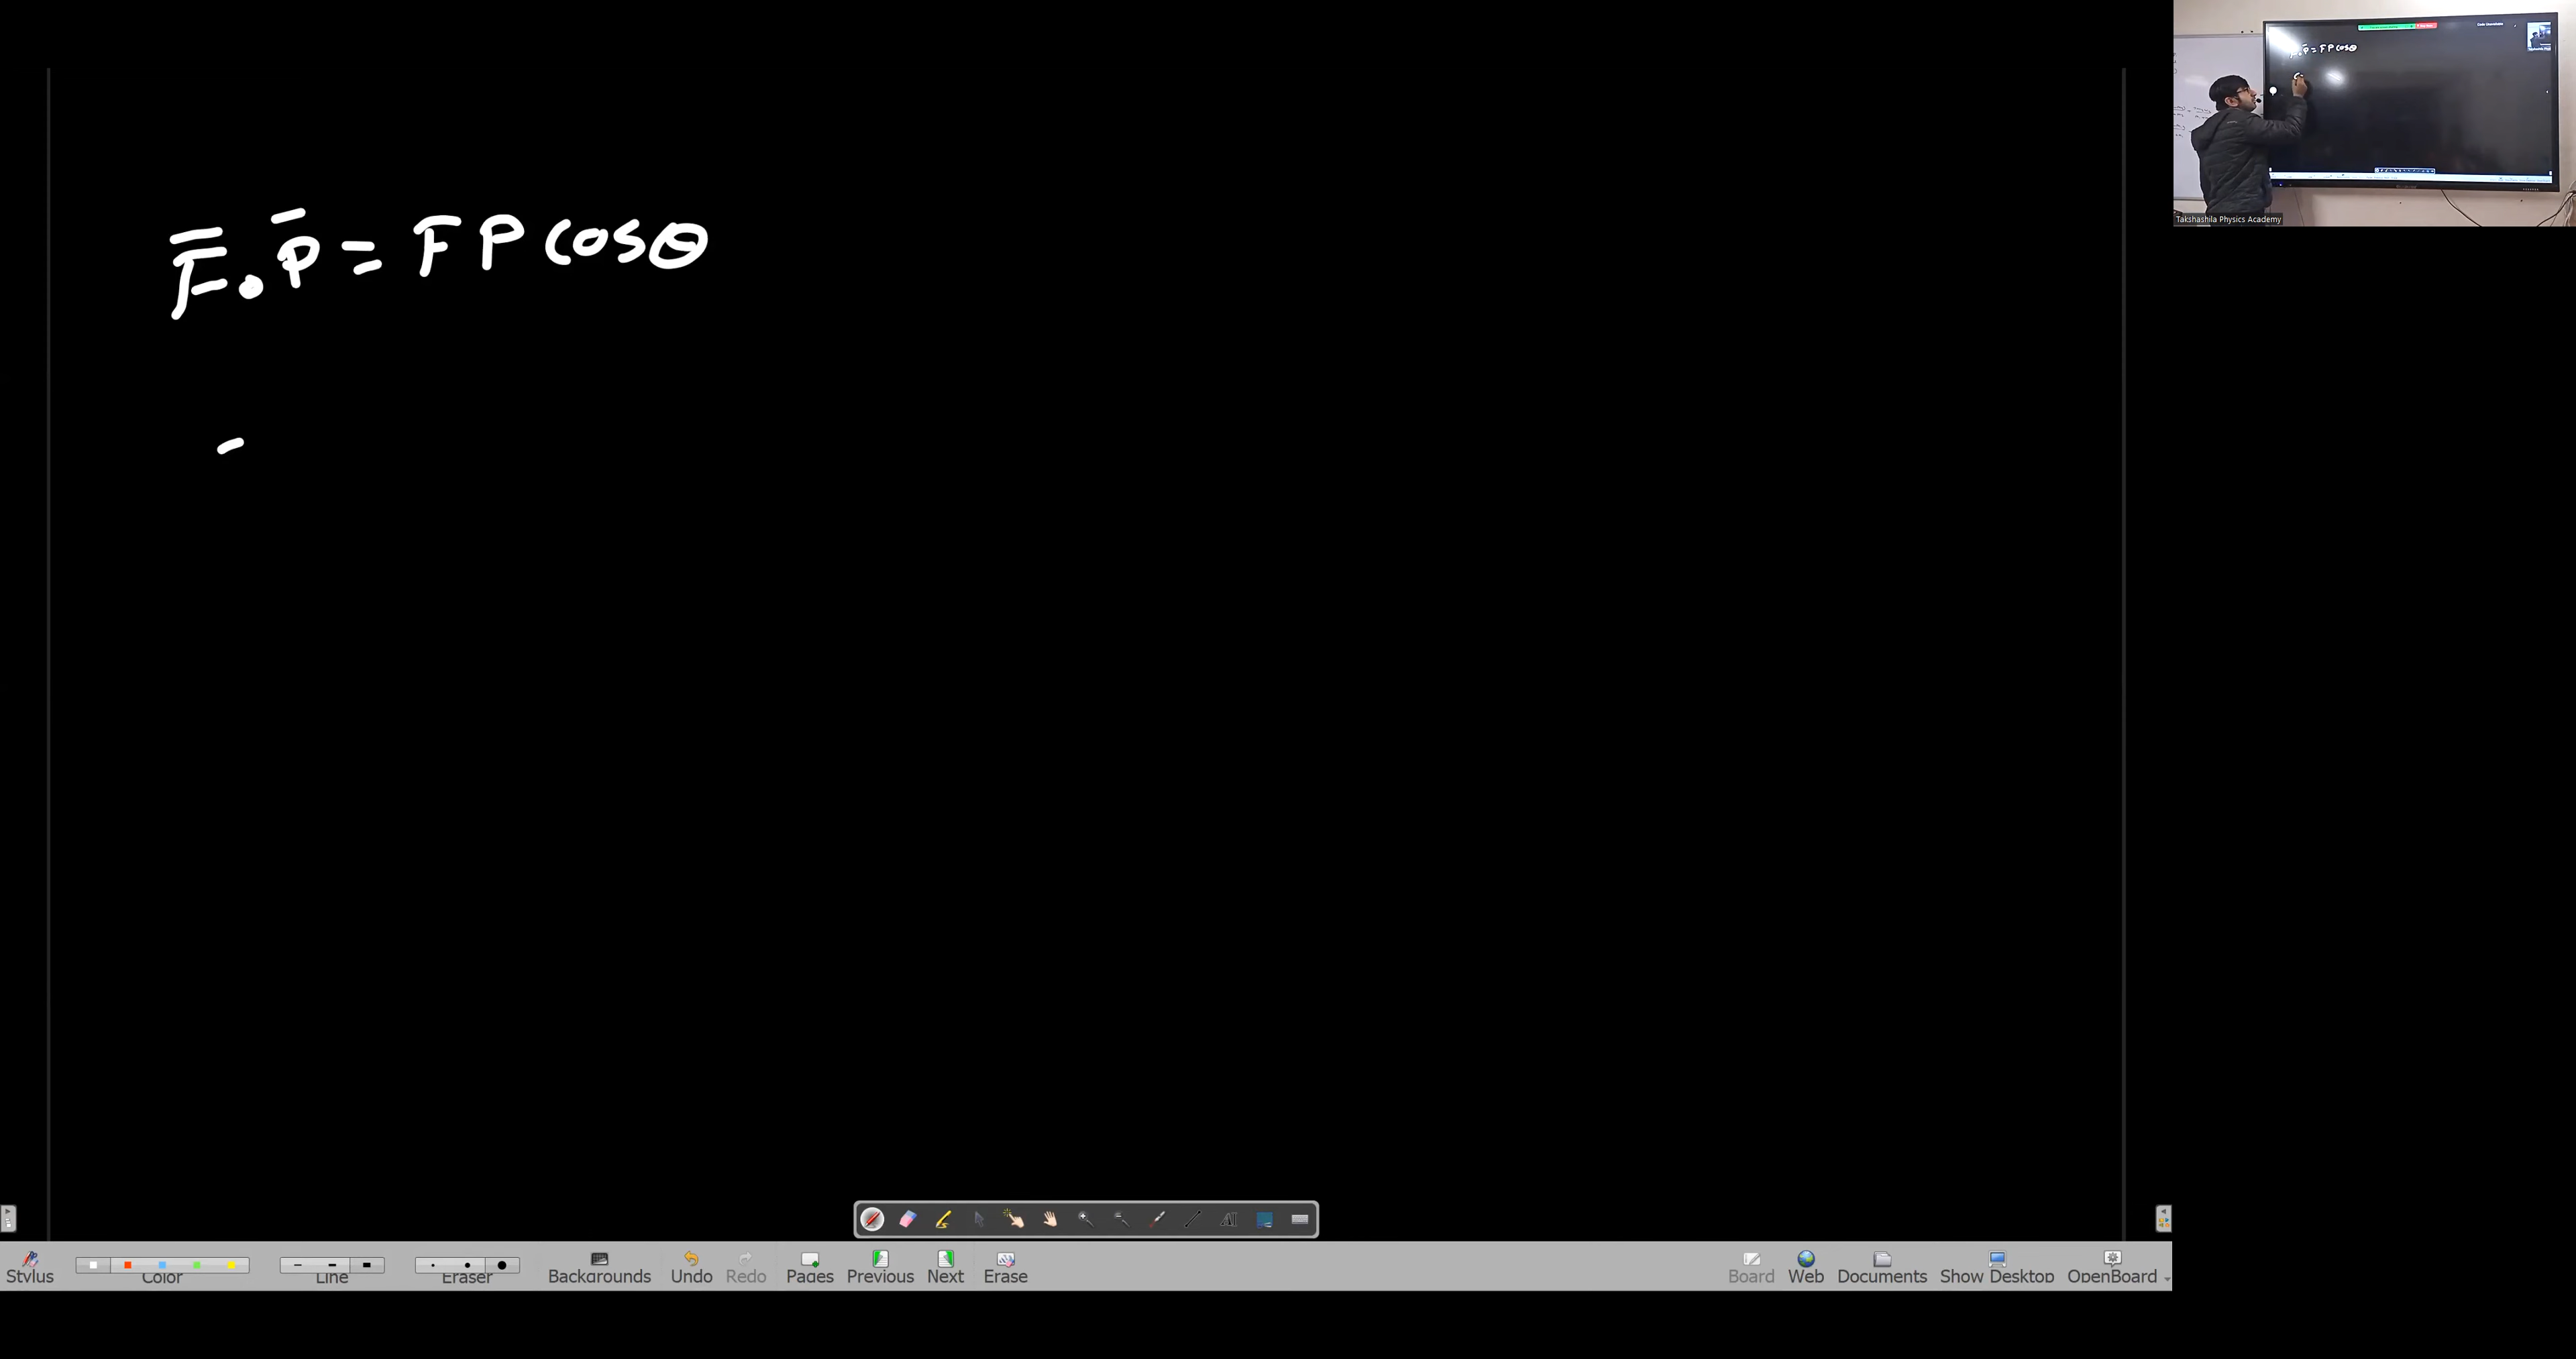 F̄.p̄ = FP cosθ
-
Takshashila Physics Academy
Stylus Color Line Eraser Backgrounds Undo Redo Pages Previous Next Erase Board Web Documents Show Desktop OpenBoard